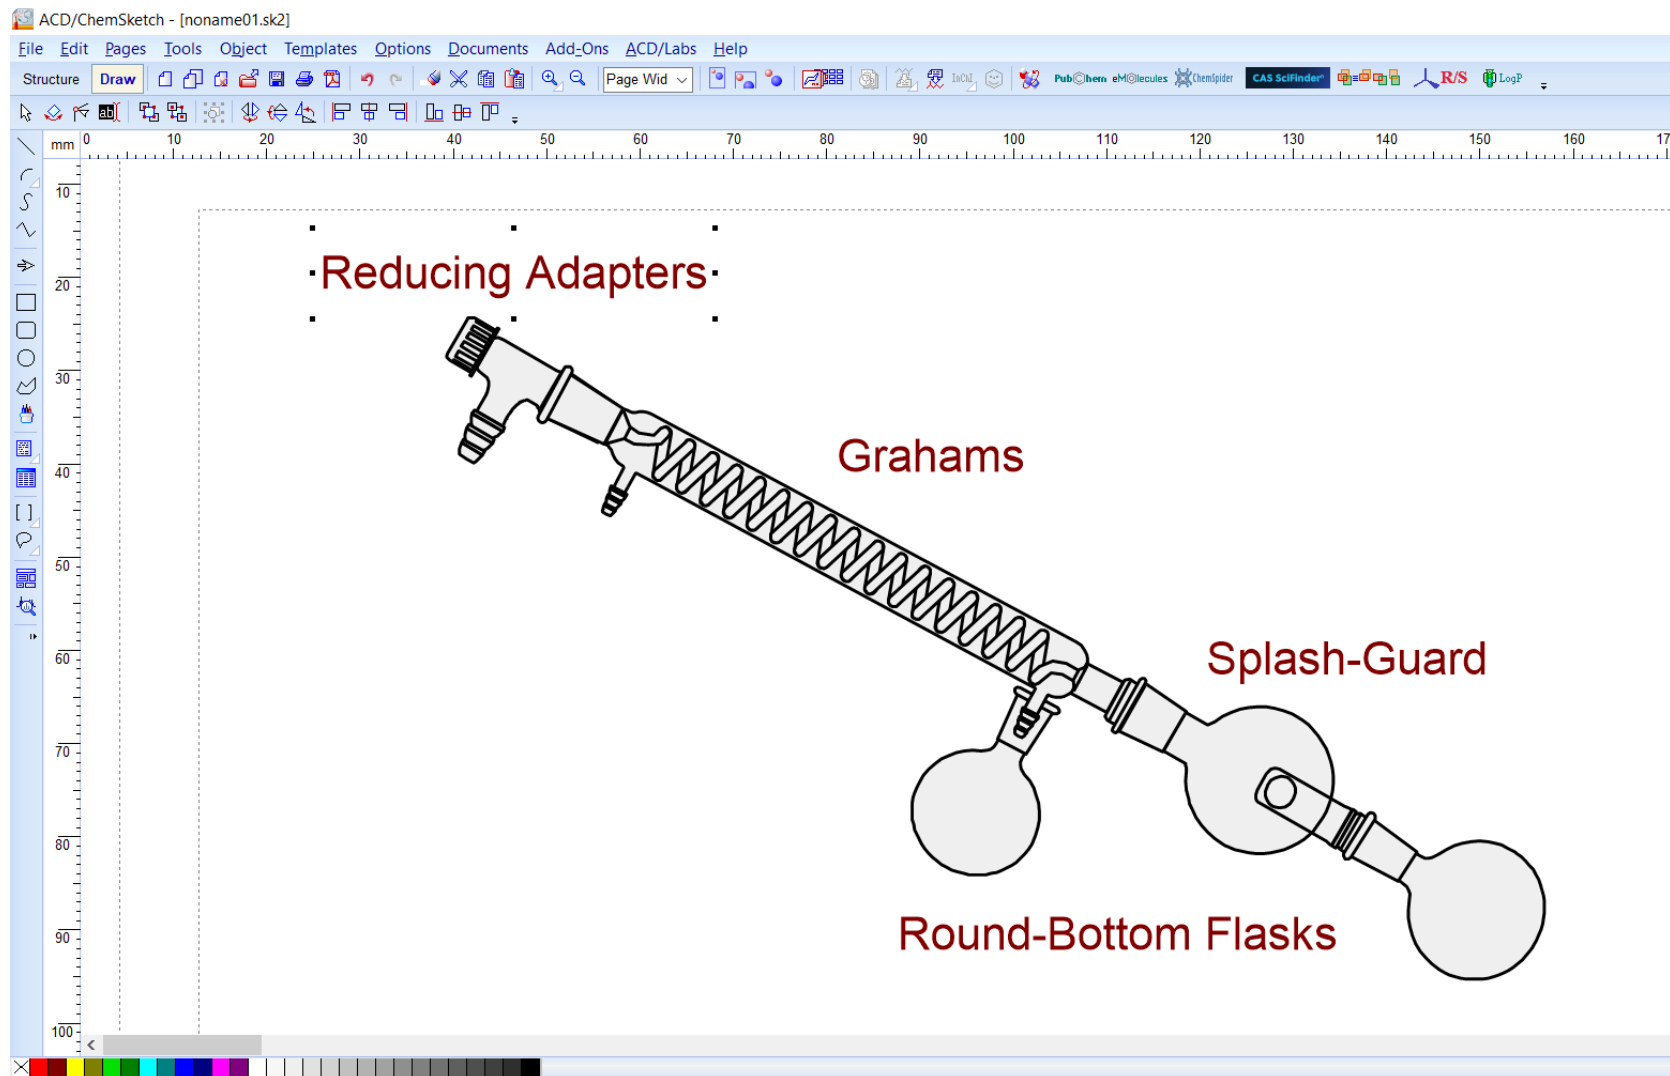 ACD/ChemSketch - [noname01.sk2]
File Edit Pages Tools Object Templates Options Documents Add-Ons ACD/Labs Help
Structure Draw Page Wid InChI PubChem eMolecules ChemSpider CAS SciFinder R/S LogP
ab
mm 0 10 20 30 40 50 60 70 80 90 100 110 120 130 140 150 160 17
10
20
30
40
50
60
70
80
90
100
Reducing Adapters
Grahams
Splash-Guard
Round-Bottom Flasks